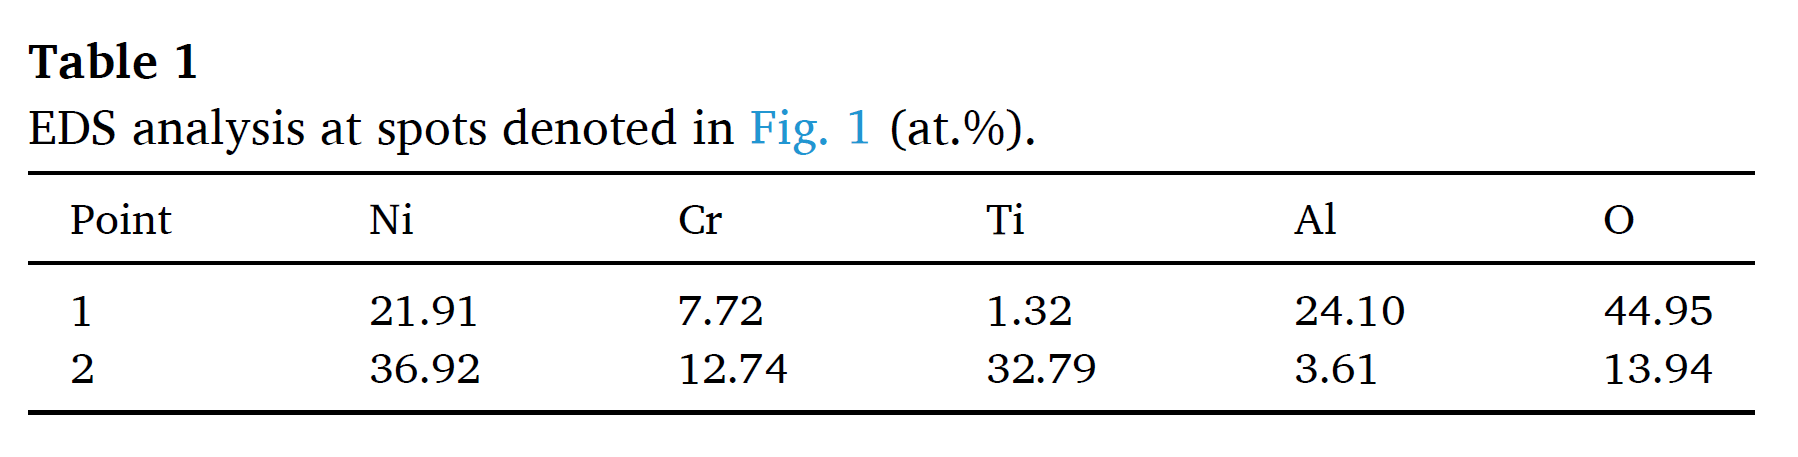 Table 1
EDS analysis at spots denoted in Fig. 1 (at.%).
Point Ni Cr Ti Al O
1 21.91 7.72 1.32 24.10 44.95
2 36.92 12.74 32.79 3.61 13.94